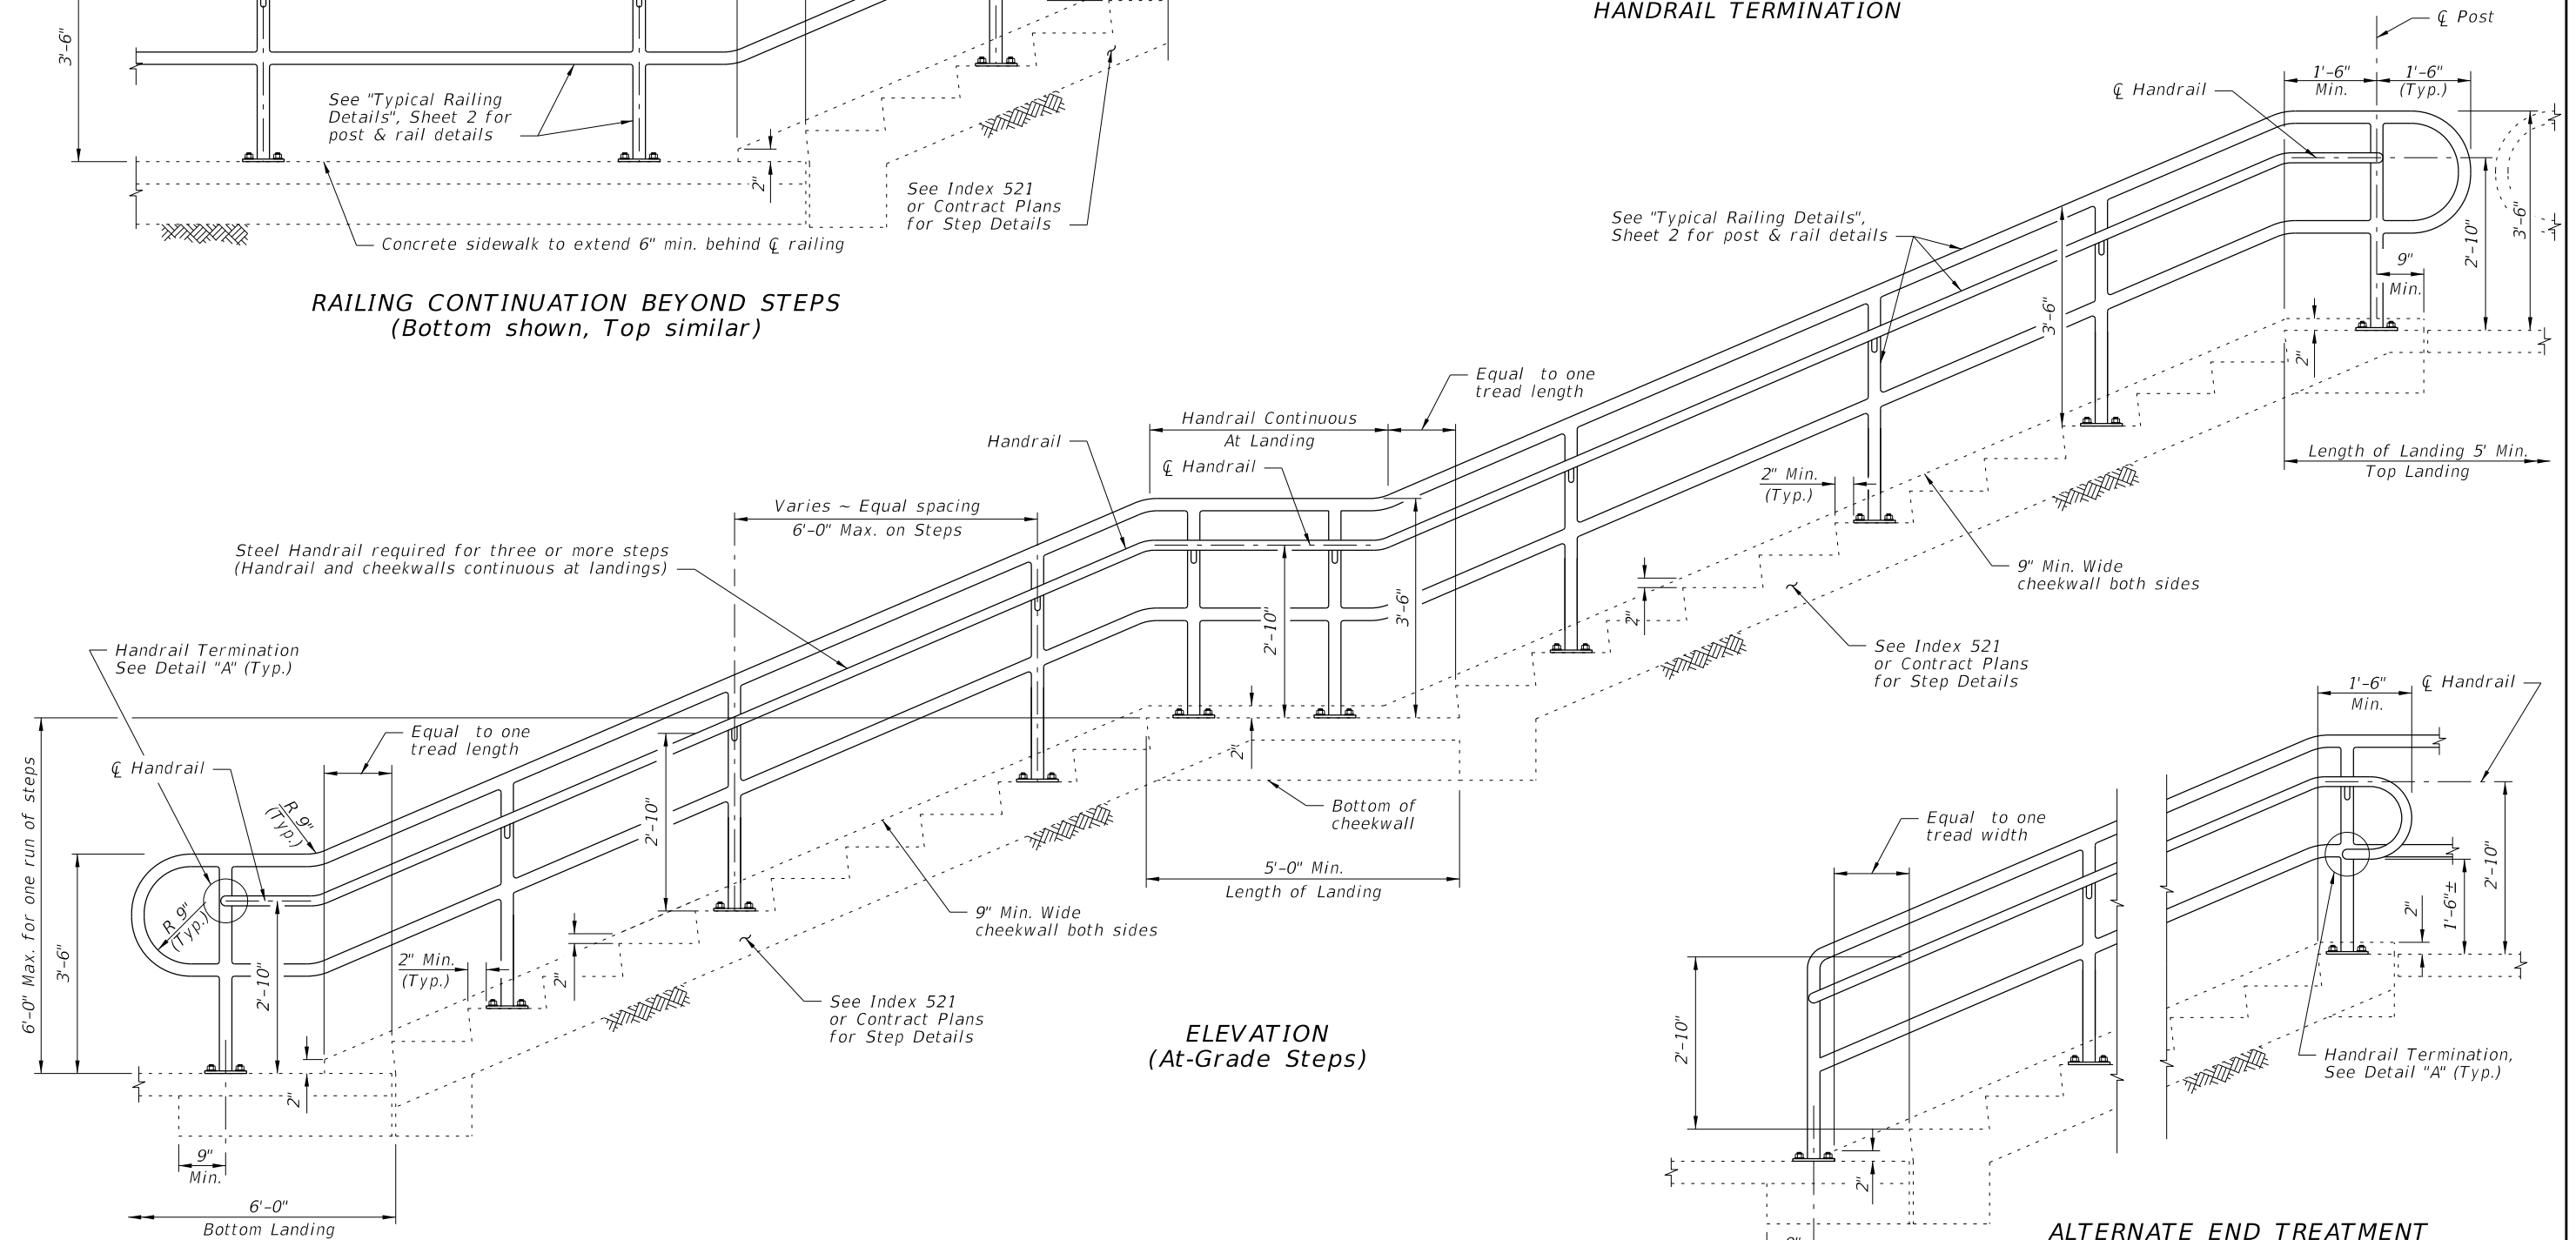 HANDRAIL TERMINATION
3'-6"
See "Typical Railing
Details", Sheet 2 for
post & rail details
2"
See Index 521
or Contract Plans
for Step Details
Concrete sidewalk to extend 6" min. behind ℄ railing
RAILING CONTINUATION BEYOND STEPS
(Bottom shown, Top similar)
℄ Post
1'-6"
Min.
1'-6"
(Typ.)
℄ Handrail
See "Typical Railing Details",
Sheet 2 for post & rail details
3'-6"
2'-10"
3'-6"
9"
Min.
2"
Length of Landing 5' Min.
Top Landing
Equal to one
tread length
Handrail Continuous
At Landing
Handrail
℄ Handrail
2" Min.
(Typ.)
Varies ~ Equal spacing
6'-0" Max. on Steps
Steel Handrail required for three or more steps
(Handrail and cheekwalls continuous at landings)
9" Min. Wide
cheekwall both sides
2'-10"
3'-6"
2"
See Index 521
or Contract Plans
for Step Details
Handrail Termination
See Detail "A" (Typ.)
Equal to one
tread length
℄ Handrail
6'-0" Max. for one run of steps
R 9"
(Typ.)
2'-10"
2"
Bottom of
cheekwall
5'-0" Min.
Length of Landing
R 9"
(Typ.)
3'-6"
2'-10"
2" Min.
(Typ.)
2"
9" Min. Wide
cheekwall both sides
See Index 521
or Contract Plans
for Step Details
2"
9"
Min.
6'-0"
Bottom Landing
ELEVATION
(At-Grade Steps)
1'-6"
Min.
℄ Handrail
Equal to one
tread width
2'-10"
2"
1'-6"±
2'-10"
Handrail Termination,
See Detail "A" (Typ.)
2"
ALTERNATE END TREATMENT